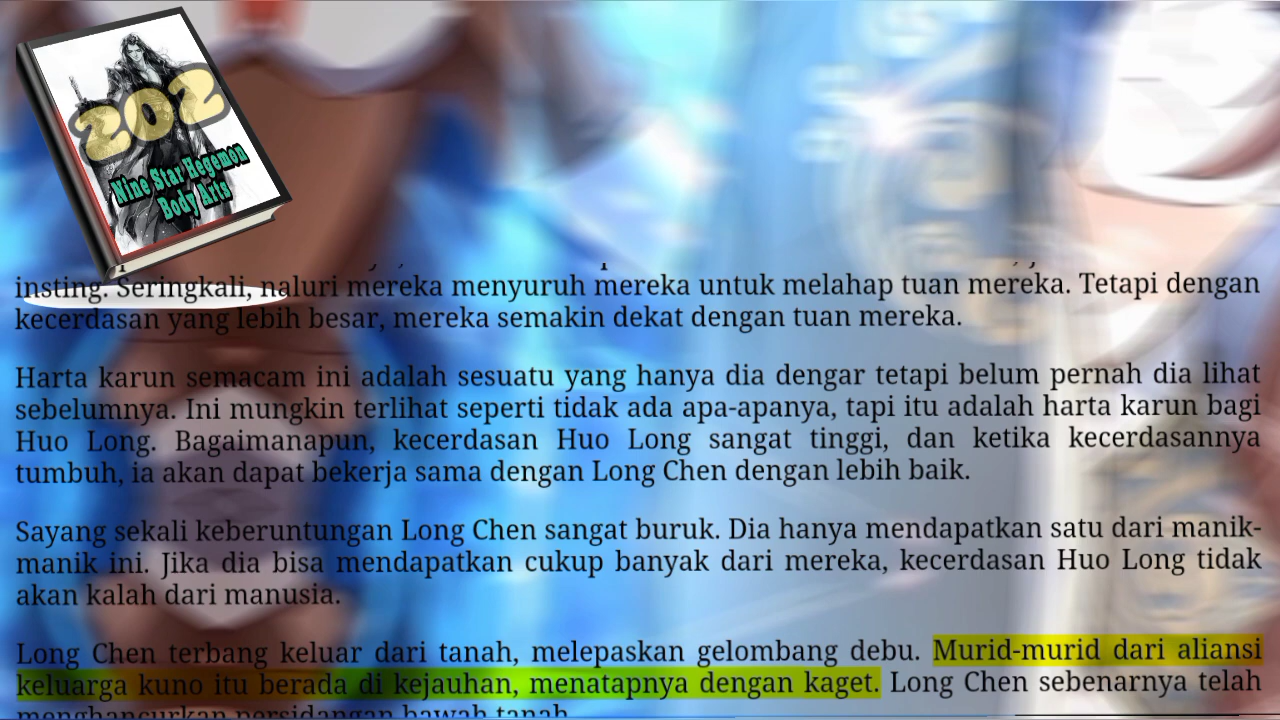 202
Nine Star Hegemon
Body Arts
insting. Seringkali, naluri mereka menyuruh mereka untuk melahap tuan mereka. Tetapi dengan
kecerdasan yang lebih besar, mereka semakin dekat dengan tuan mereka.
Harta karun semacam ini adalah sesuatu yang hanya dia dengar tetapi belum pernah dia lihat
sebelumnya. Ini mungkin terlihat seperti tidak ada apa-apanya, tapi itu adalah harta karun bagi
Huo Long. Bagaimanapun, kecerdasan Huo Long sangat tinggi, dan ketika kecerdasannya
tumbuh, ia akan dapat bekerja sama dengan Long Chen dengan lebih baik.
Sayang sekali keberuntungan Long Chen sangat buruk. Dia hanya mendapatkan satu dari manik-
manik ini. Jika dia bisa mendapatkan cukup banyak dari mereka, kecerdasan Huo Long tidak
akan kalah dari manusia.
Long Chen terbang keluar dari tanah, melepaskan gelombang debu. Murid-murid dari aliansi
keluarga kuno itu berada di kejauhan, menatapnya dengan kaget. Long Chen sebenarnya telah
menghancurkan persidangan bawah tanah.